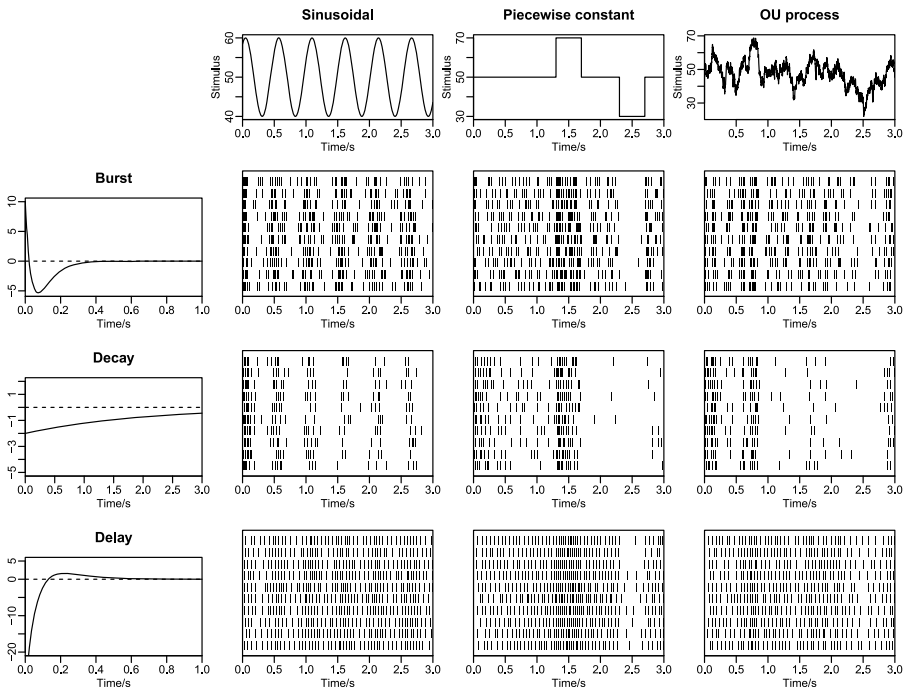 Sinusoidal
Piecewise constant
OU process
Stimulus
40
50
60
0.0 0.5 1.0 1.5 2.0 2.5 3.0
Time/s
Stimulus
30
50
70
0.0 0.5 1.0 1.5 2.0 2.5 3.0
Time/s
Stimulus
30
50
70
0.5 1.0 1.5 2.0 2.5 3.0
Time/s
Burst
10
5
0
−5
0.0 0.2 0.4 0.6 0.8 1.0
Time/s
0.0 0.5 1.0 1.5 2.0 2.5 3.0
Time/s
0.0 0.5 1.0 1.5 2.0 2.5 3.0
Time/s
0.0 0.5 1.0 1.5 2.0 2.5 3.0
Time/s
Decay
1
−1
−3
−5
0.0 0.5 1.0 1.5 2.0 3.0
Time/s
0.0 0.5 1.0 1.5 2.0 2.5 3.0
Time/s
0.0 0.5 1.0 1.5 2.0 2.5 3.0
Time/s
0.0 0.5 1.0 1.5 2.0 2.5 3.0
Time/s
Delay
5
0
−10
−20
0.0 0.2 0.4 0.6 0.8 1.0
Time/s
0.0 0.5 1.0 1.5 2.0 2.5 3.0
Time/s
0.0 0.5 1.0 1.5 2.0 2.5 3.0
Time/s
0.0 0.5 1.0 1.5 2.0 2.5 3.0
Time/s